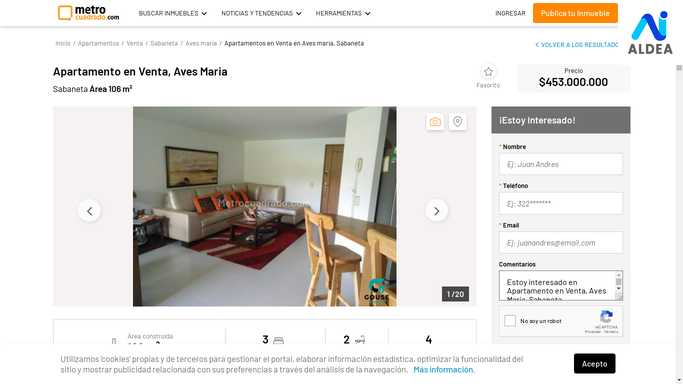 metro
cuadrado.com
BUSCAR INMUEBLES
NOTICIAS Y TENDENCIAS
HERRAMIENTAS
INGRESAR
Publica tu Inmueble
ALDEA
Inicio / Apartamentos / Venta / Sabaneta / Aves maria / Apartamentos en Venta en Aves maria, Sabaneta
< VOLVER A LOS RESULTADO
Apartamento en Venta, Aves Maria
Sabaneta Área 106 m²
Favorito
Precio
$453.000.000
Metrocuadrado.com
GOUSE
1 / 20
¡Estoy Interesado!
* Nombre
Ej: Juan Andres
* Teléfono
Ej: 322*******
* Email
Ej: juanandres@email.com
Comentarios
Estoy interesado en
Apartamento en Venta, Aves
Maria-Sabaneta
No soy un robot
reCAPTCHA
Privacidad - Términos
Área construida
3
2
4
Utilizamos 'cookies' propias y de terceros para gestionar el portal, elaborar información estadística, optimizar la funcionalidad del
sitio y mostrar publicidad relacionada con sus preferencias a través del análisis de la navegación. Más información.
Acepto